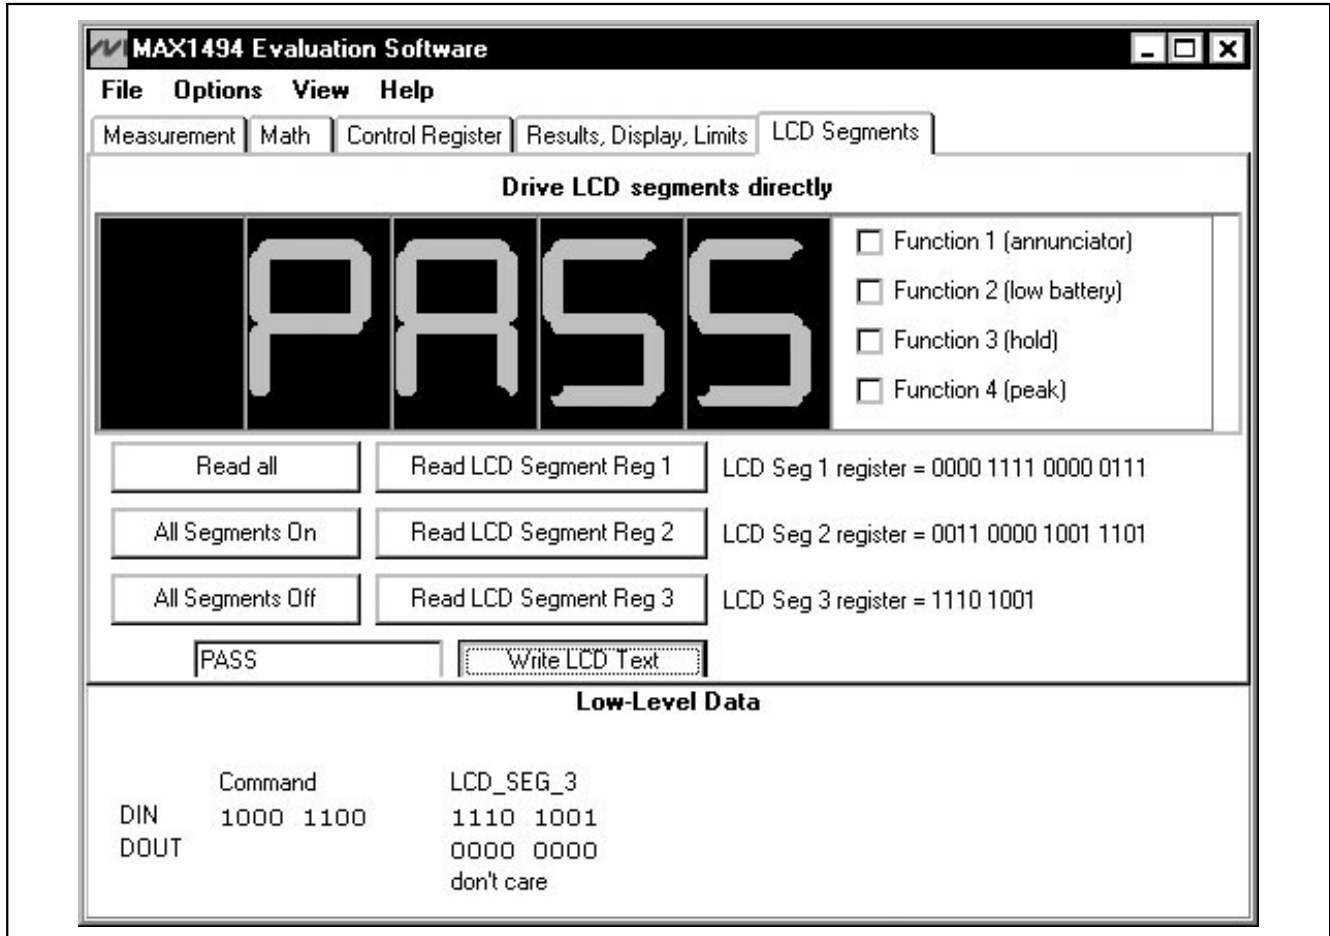 MAX1494 Evaluation Software
File Options View Help
Measurement Math Control Register Results, Display, Limits LCD Segments
Drive LCD segments directly
PASS
Function 1 (annunciator)
Function 2 (low battery)
Function 3 (hold)
Function 4 (peak)
Read all Read LCD Segment Reg 1 LCD Seg 1 register = 0000 1111 0000 0111
All Segments On Read LCD Segment Reg 2 LCD Seg 2 register = 0011 0000 1001 1101
All Segments Off Read LCD Segment Reg 3 LCD Seg 3 register = 1110 1001
PASS Write LCD Text
Low-Level Data
Command LCD_SEG_3
DIN 1000 1100 1110 1001
DOUT 0000 0000
don't care